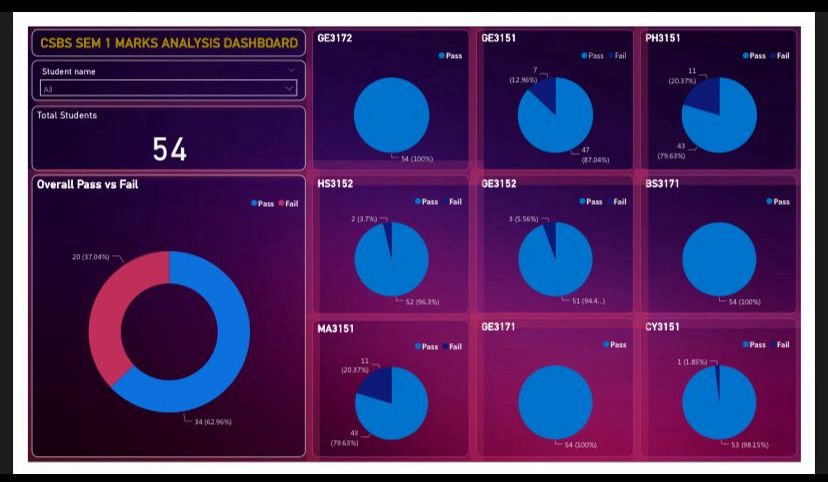 CSBS SEM 1 MARKS ANALYSIS DASHBOARD
Student name
All
Total Students
54
Overall Pass vs Fail
Pass Fail
20 (37.04%)
34 (62.96%)
GE3172
Pass
54 (100%)
GE3151
Pass Fail
7
(12.96%)
47
(87.04%)
PH3151
Pass Fail
11
(20.37%)
43
(79.63%)
HS3152
Pass Fail
2 (3.7%)
52 (96.3%)
GE3152
Pass Fail
3 (5.56%)
51 (94.4...)
BS3171
Pass
54 (100%)
MA3151
Pass Fail
11
(20.37%)
43
(79.63%)
GE3171
Pass
54 (100%)
CY3151
Pass Fail
1 (1.85%)
53 (98.15%)